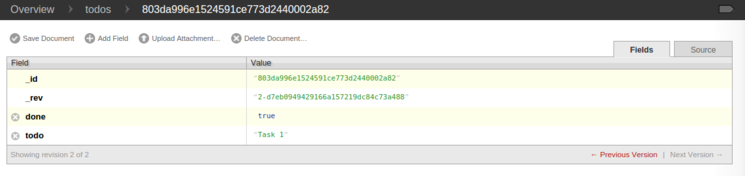 Overview > todos > 803da996e1524591ce773d2440002a82
Save Document Add Field Upload Attachment... Delete Document...
Fields Source
Field Value
_id "803da996e1524591ce773d2440002a82"
_rev "2-d7eb0949429166a157219dc84c73a488"
done true
todo "Task 1"
Showing revision 2 of 2 ← Previous Version | Next Version →